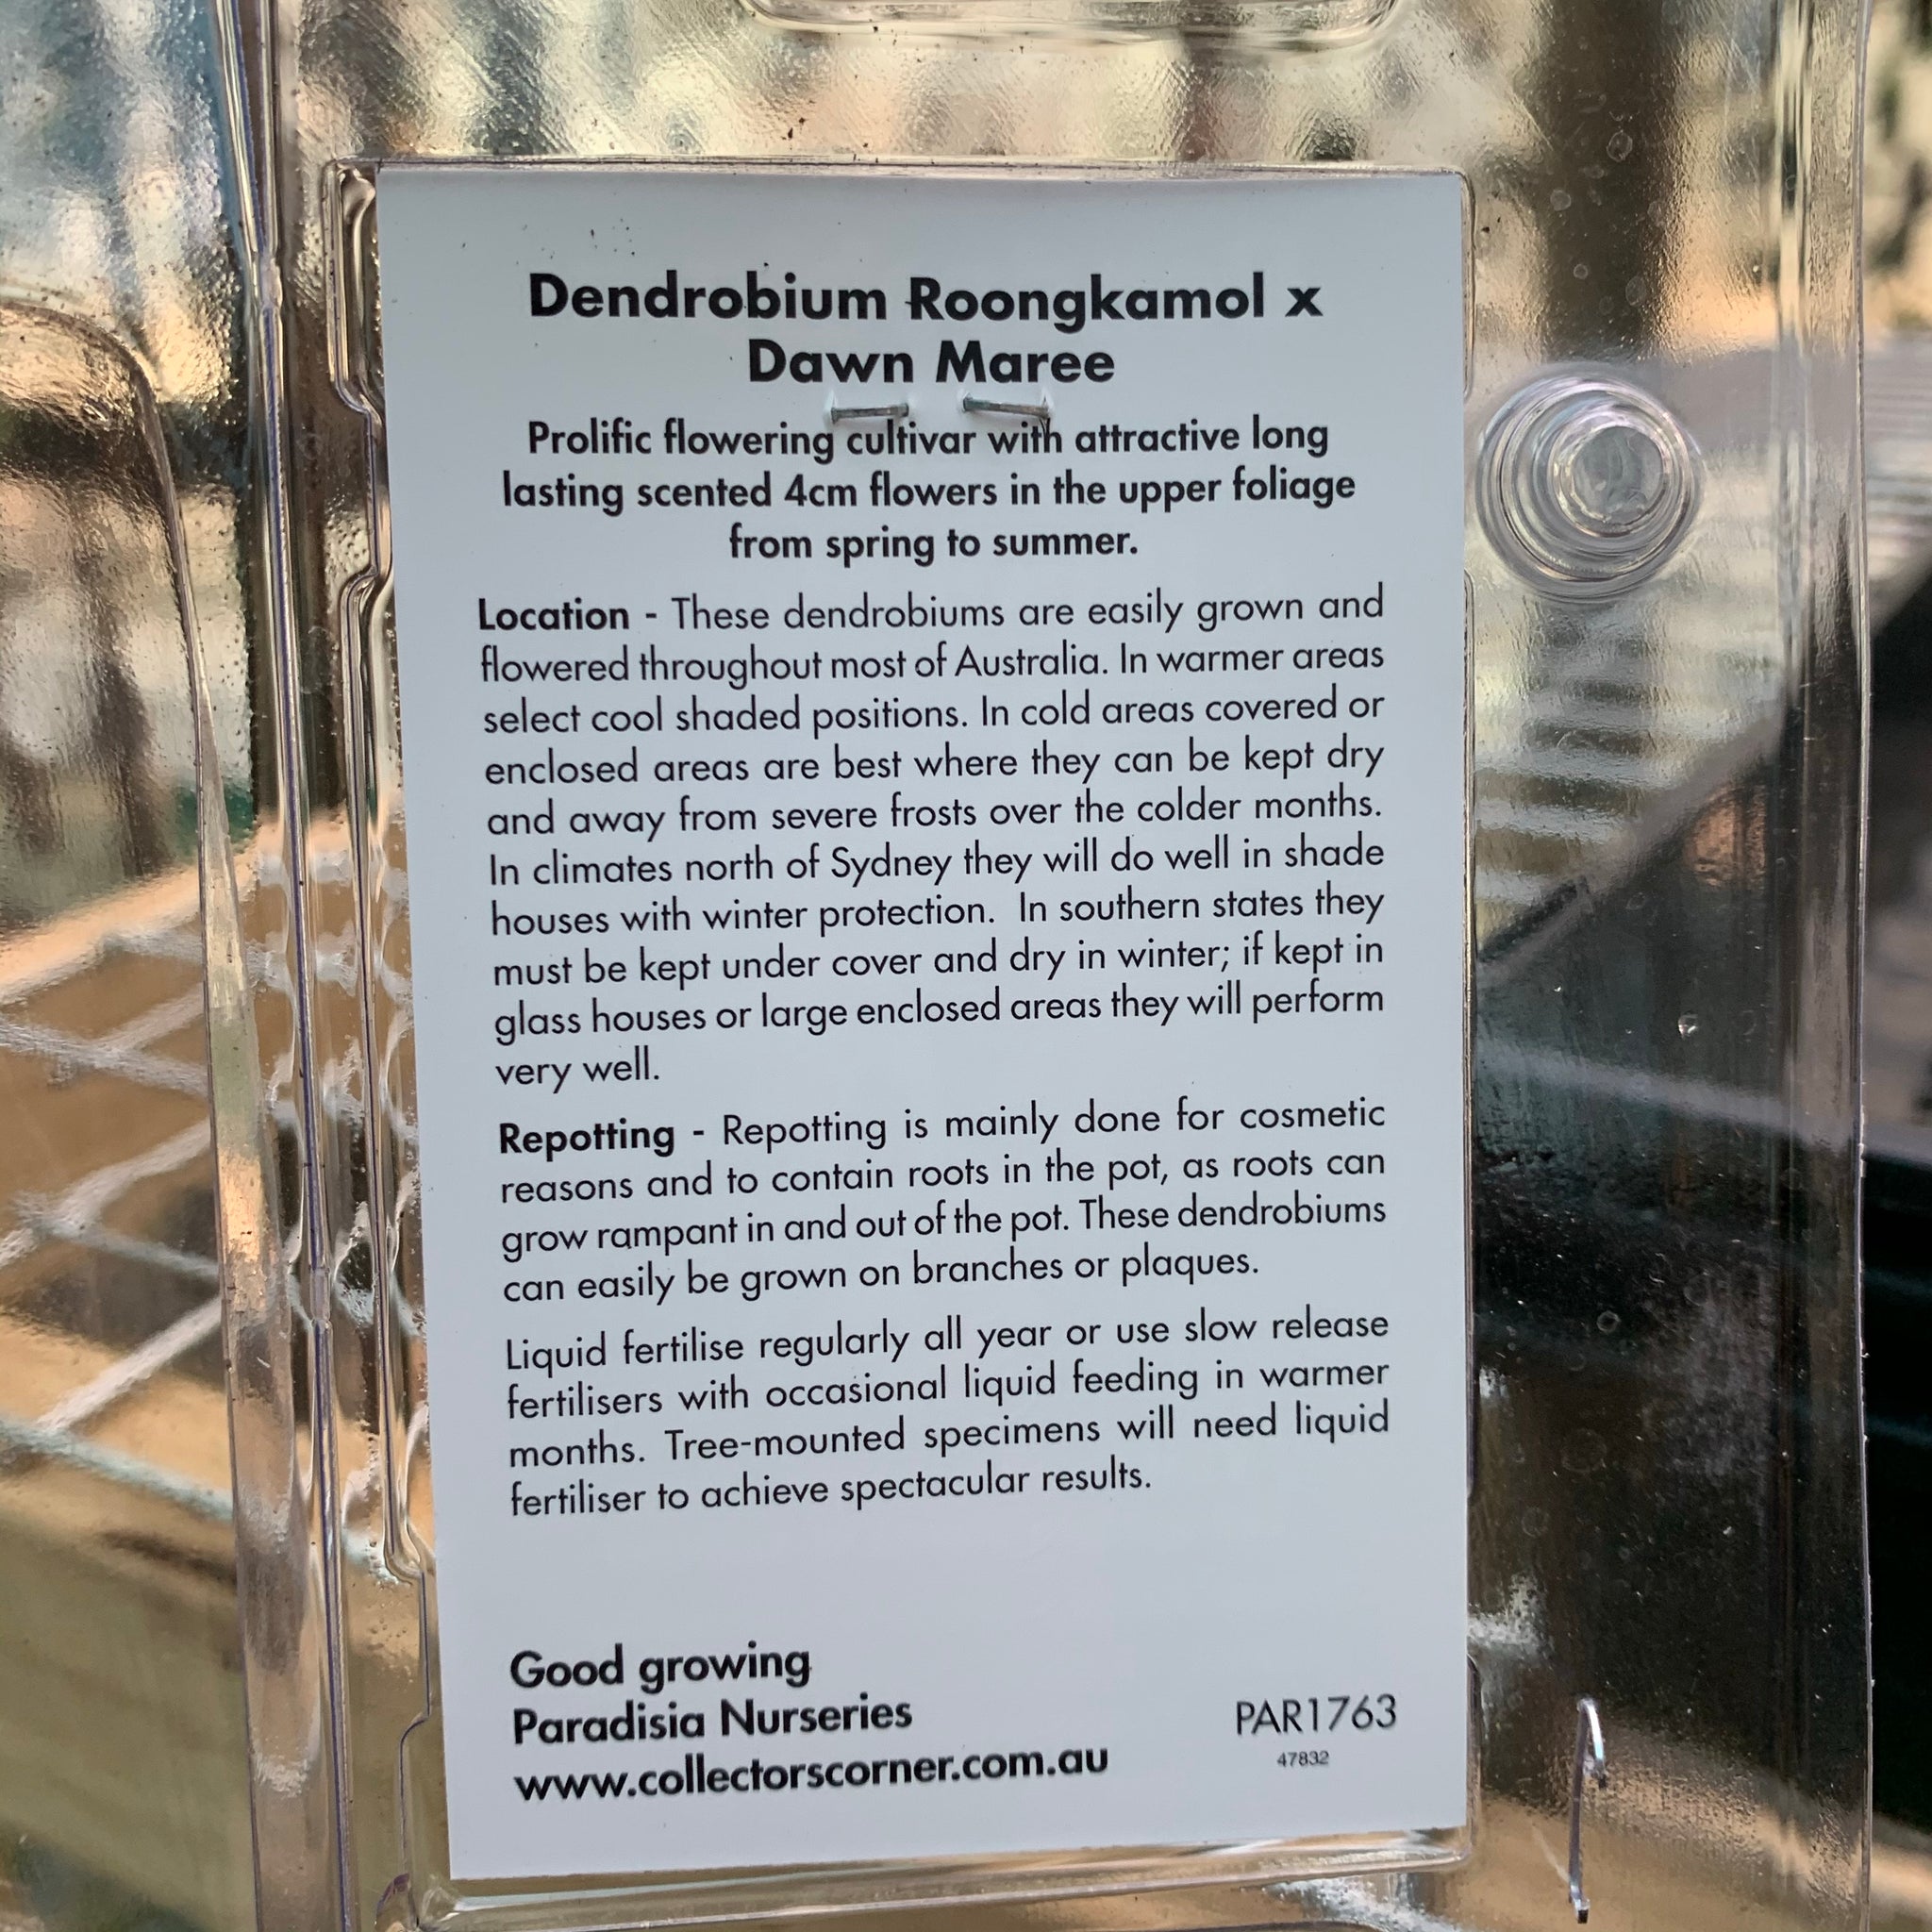 Dendrobium Roongkamol x
Dawn Maree
Prolific flowering cultivar with attractive long
lasting scented 4cm flowers in the upper foliage
from spring to summer.
Location - These dendrobiums are easily grown and
flowered throughout most of Australia. In warmer areas
select cool shaded positions. In cold areas covered or
enclosed areas are best where they can be kept dry
and away from severe frosts over the colder months.
In climates north of Sydney they will do well in shade
houses with winter protection. In southern states they
must be kept under cover and dry in winter; if kept in
glass houses or large enclosed areas they will perform
very well.
Repotting - Repotting is mainly done for cosmetic
reasons and to contain roots in the pot, as roots can
grow rampant in and out of the pot. These dendrobiums
can easily be grown on branches or plaques.
Liquid fertilise regularly all year or use slow release
fertilisers with occasional liquid feeding in warmer
months. Tree-mounted specimens will need liquid
fertiliser to achieve spectacular results.
Good growing
Paradisia Nurseries
www.collectorscorner.com.au
PAR1763
47832